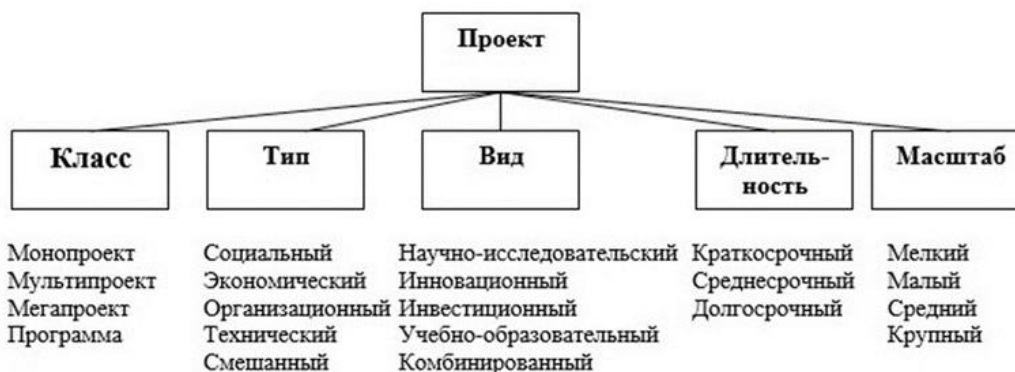 Проект
Класс
Тип
Вид
Длитель-
ность
Масштаб
Монопроект
Мультипроект
Мегапроект
Программа
Социальный
Экономический
Организационный
Технический
Смешанный
Научно-исследовательский
Инновационный
Инвестиционный
Учебно-образовательный
Комбинированный
Краткосрочный
Среднесрочный
Долгосрочный
Мелкий
Малый
Средний
Крупный